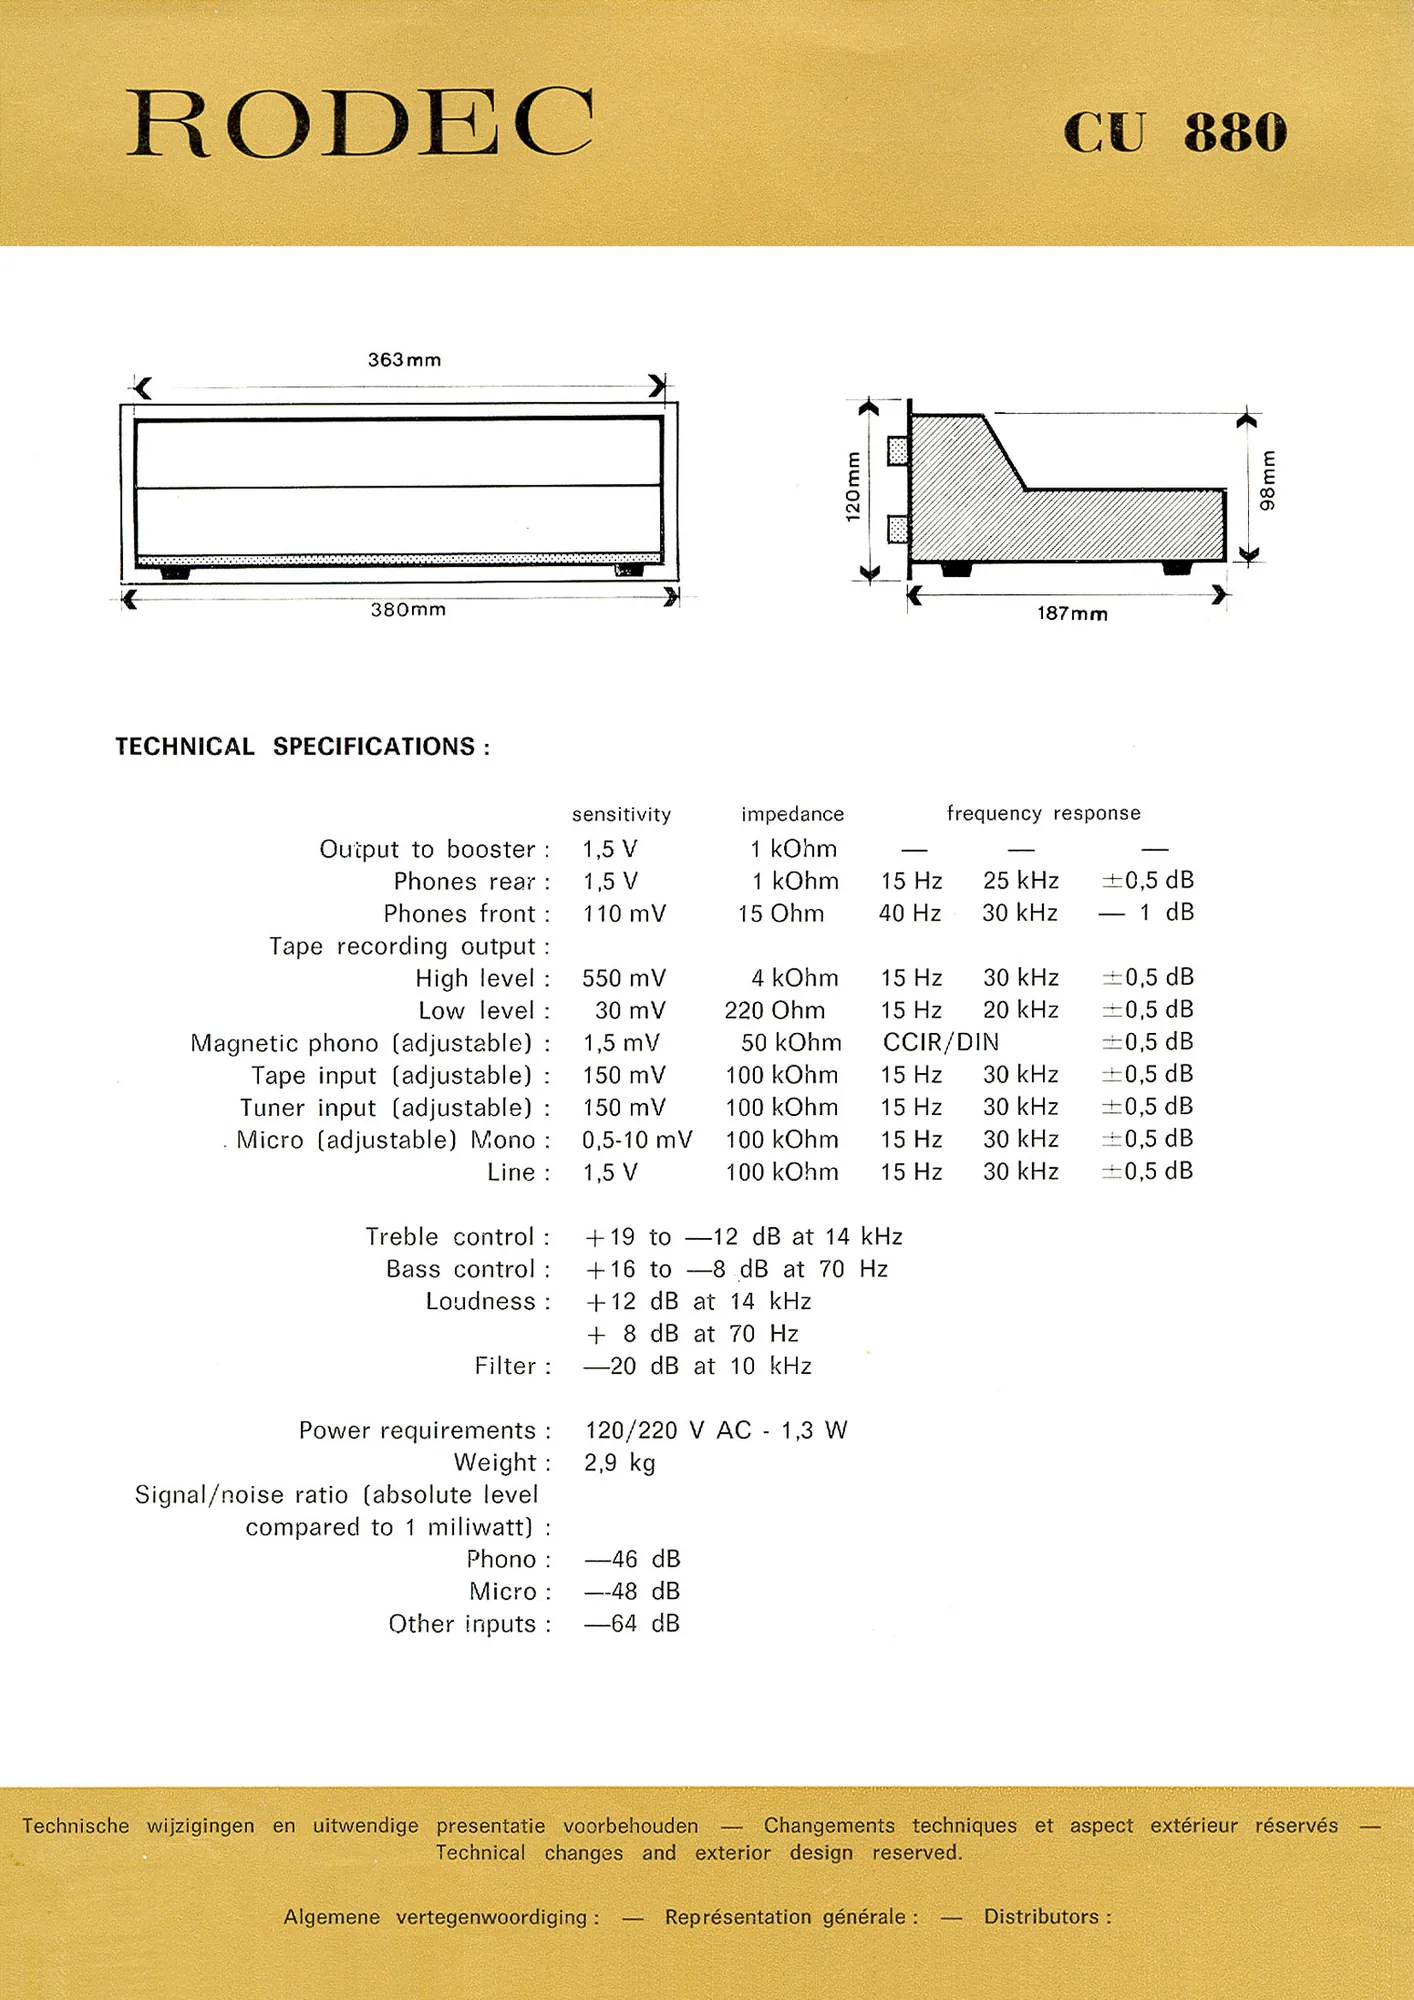 RODEC CU 880
363mm
380mm
120mm
98mm
187mm
TECHNICAL SPECIFICATIONS :
sensitivity impedance frequency response
Output to booster : 1,5 V 1 kOhm — — —
Phones rear : 1,5 V 1 kOhm 15 Hz 25 kHz ±0,5 dB
Phones front : 110 mV 15 Ohm 40 Hz 30 kHz — 1 dB
Tape recording output :
High level : 550 mV 4 kOhm 15 Hz 30 kHz ±0,5 dB
Low level : 30 mV 220 Ohm 15 Hz 20 kHz ±0,5 dB
Magnetic phono (adjustable) : 1,5 mV 50 kOhm CCIR/DIN ±0,5 dB
Tape input (adjustable) : 150 mV 100 kOhm 15 Hz 30 kHz ±0,5 dB
Tuner input (adjustable) : 150 mV 100 kOhm 15 Hz 30 kHz ±0,5 dB
Micro (adjustable) Mono : 0,5-10 mV 100 kOhm 15 Hz 30 kHz ±0,5 dB
Line : 1,5 V 100 kOhm 15 Hz 30 kHz ±0,5 dB
Treble control : +19 to —12 dB at 14 kHz
Bass control : +16 to —8 dB at 70 Hz
Loudness : +12 dB at 14 kHz
+ 8 dB at 70 Hz
Filter : —20 dB at 10 kHz
Power requirements : 120/220 V AC - 1,3 W
Weight : 2,9 kg
Signal/noise ratio (absolute level
compared to 1 miliwatt) :
Phono : —46 dB
Micro : —48 dB
Other inputs : —64 dB
Technische wijzigingen en uitwendige presentatie voorbehouden — Changements techniques et aspect extérieur réservés —
Technical changes and exterior design reserved.
Algemene vertegenwoordiging : — Représentation générale : — Distributors :